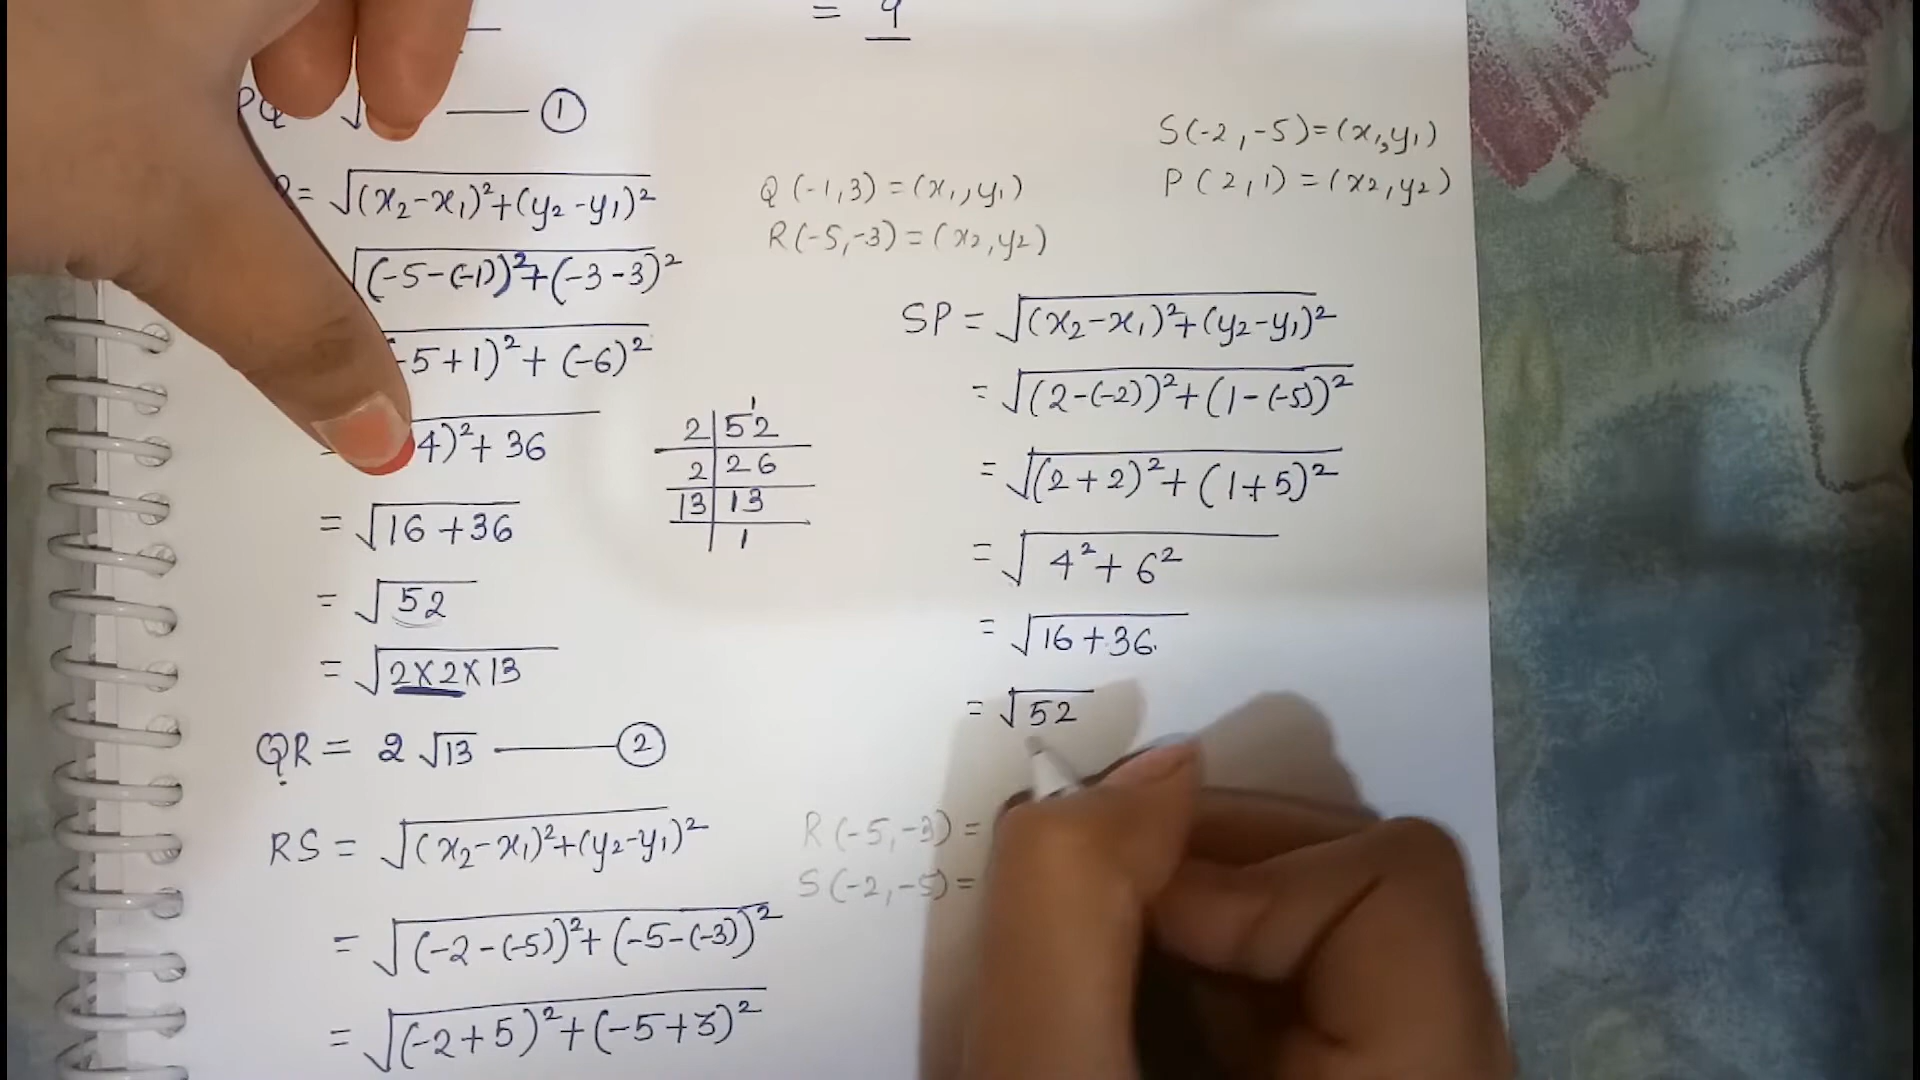 = 9
PQ √ —— ①
= √(x₂-x₁)²+(y₂-y₁)²
√(-5-(-1))²+(-3-3)²
-5+1)²+(-6)²
= 4)²+36
= √16+36
= √52
= √2×2×13
QR = 2√13 —— ②
RS = √(x₂-x₁)²+(y₂-y₁)²
= √(-2-(-5))²+(-5-(-3))²
= √(-2+5)²+(-5+3)²
Q(-1,3)=(x₁,y₁)
R(-5,-3)=(x₂,y₂)
1
2|52
2|26
13|13
1
S(-2,-5)=(x₁,y₁)
P(2,1)=(x₂,y₂)
SP = √(x₂-x₁)²+(y₂-y₁)²
= √(2-(-2))²+(1-(-5))²
= √(2+2)²+(1+5)²
= √4²+6²
= √16+36
= √52
R(-5,-3)=
S(-2,-5)=